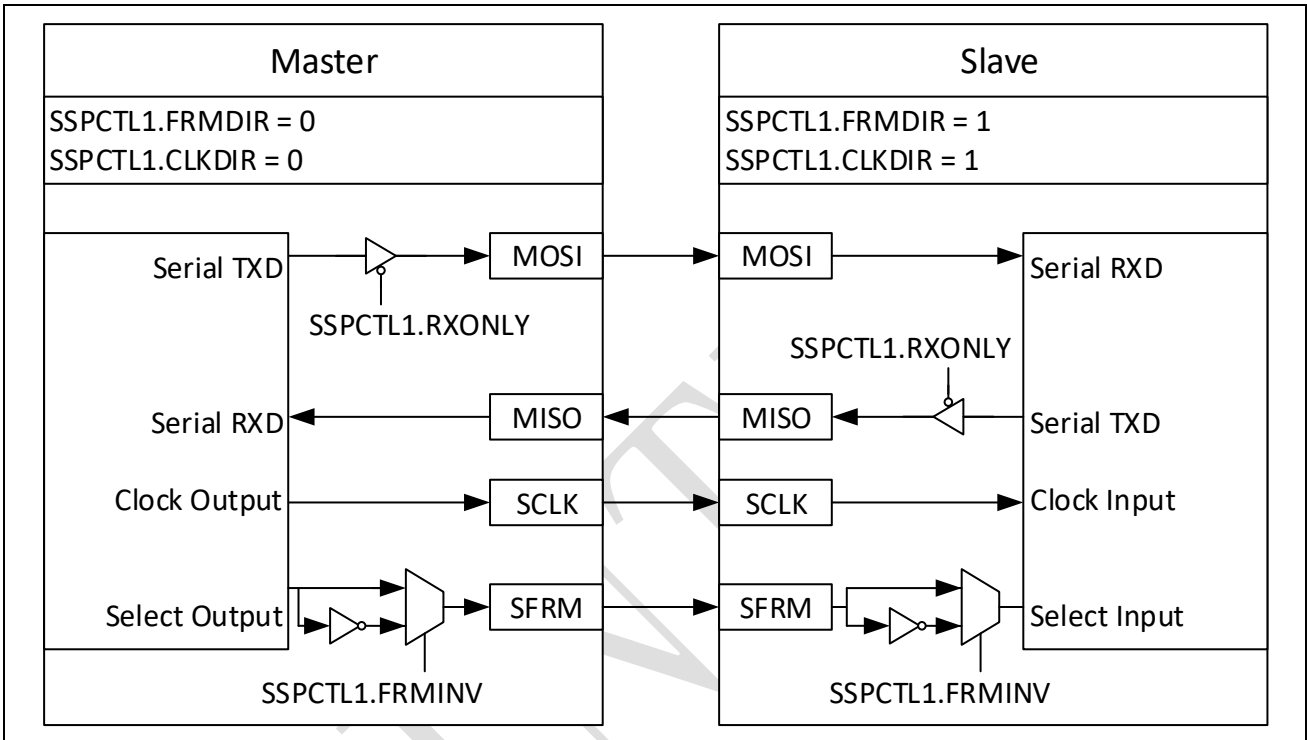 Master
SSPCTL1.FRMDIR = 0
SSPCTL1.CLKDIR = 0
Serial TXD
MOSI
SSPCTL1.RXONLY
Serial RXD
MISO
Clock Output
SCLK
Select Output
SFRM
SSPCTL1.FRMINV
Slave
SSPCTL1.FRMDIR = 1
SSPCTL1.CLKDIR = 1
MOSI
Serial RXD
SSPCTL1.RXONLY
MISO
Serial TXD
SCLK
Clock Input
SFRM
Select Input
SSPCTL1.FRMINV